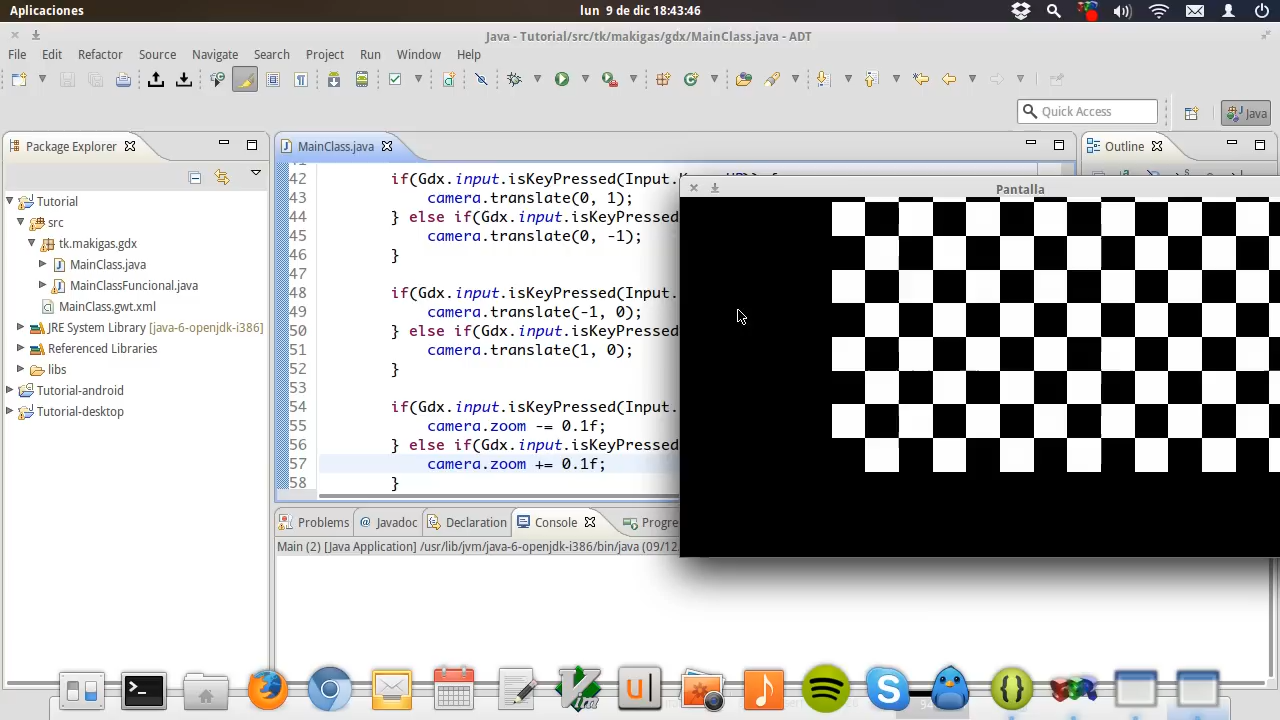 Aplicaciones
lun 9 de dic 18:43:46
Java - Tutorial/src/tk/makigas/gdx/MainClass.java - ADT
File Edit Refactor Source Navigate Search Project Run Window Help
Quick Access
Java
Package Explorer
MainClass.java
Outline
Tutorial
src
tk.makigas.gdx
MainClass.java
MainClassFuncional.java
MainClass.gwt.xml
JRE System Library [java-6-openjdk-i386]
Referenced Libraries
libs
Tutorial-android
Tutorial-desktop
42 if(Gdx.input.isKeyPressed(Input.
43 camera.translate(0, 1);
44 } else if(Gdx.input.isKeyPressed
45 camera.translate(0, -1);
46 }
47
48 if(Gdx.input.isKeyPressed(Input.
49 camera.translate(-1, 0);
50 } else if(Gdx.input.isKeyPressed
51 camera.translate(1, 0);
52 }
53
54 if(Gdx.input.isKeyPressed(Input.
55 camera.zoom -= 0.1f;
56 } else if(Gdx.input.isKeyPressed
57 camera.zoom += 0.1f;
58 }
Pantalla
Problems Javadoc Declaration Console Progre
Main (2) [Java Application] /usr/lib/jvm/java-6-openjdk-i386/bin/java (09/12